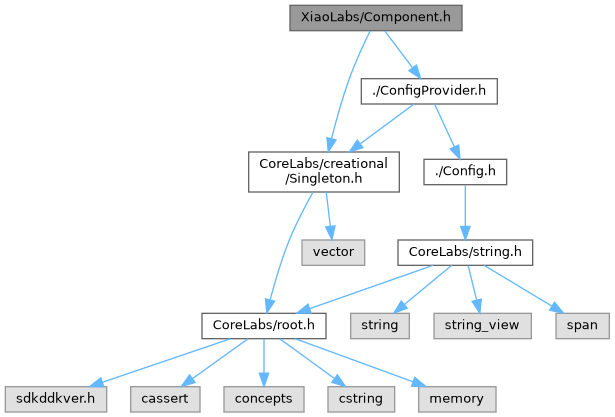 XiaoLabs/Component.h
./ConfigProvider.h
CoreLabs/creational
/Singleton.h
./Config.h
vector
CoreLabs/string.h
CoreLabs/root.h
string
string_view
span
sdkddkver.h
cassert
concepts
cstring
memory